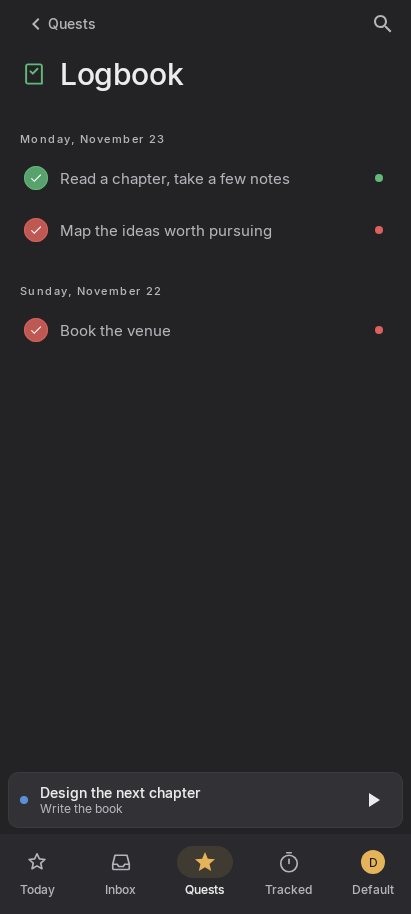 Quests
Logbook
Monday, November 23
Read a chapter, take a few notes
Map the ideas worth pursuing
Sunday, November 22
Book the venue
Design the next chapter
Write the book
D
Today
Inbox
Quests
Tracked
Default